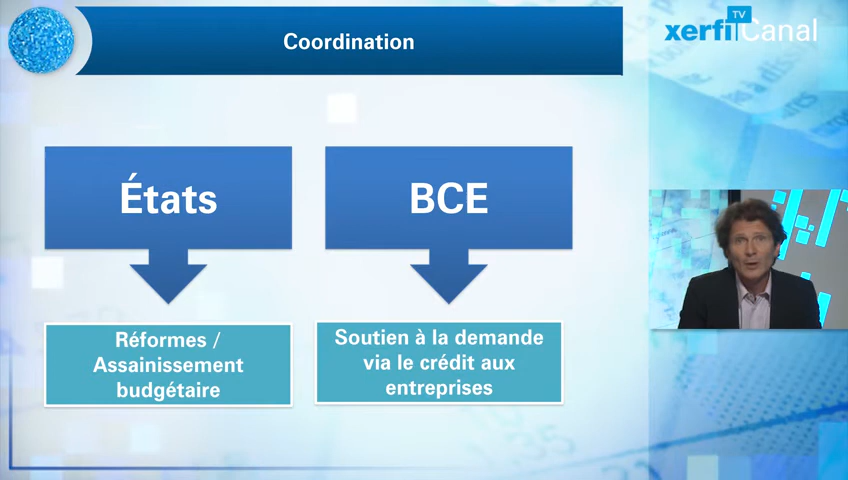 Coordination
xerfi TV Canal
États
BCE
Réformes /
Assainissement
budgétaire
Soutien à la demande
via le crédit aux
entreprises